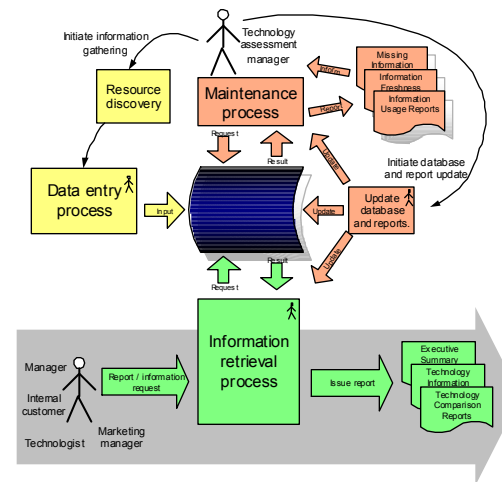 Initiate information
gathering
Technology
assessment
manager
Resource
discovery
Maintenance
process
Inform
Report
Missing
Information
Information
Freshness
Information
Usage Reports
Request
Result
Update
Initiate database
and report update
Data entry
process
Input
Update
Update
database
and reports.
Update
Request
Result
Information
retrieval
process
Manager
Internal
customer
Technologist
Marketing
manager
Report / information
request
Issue report
Executive
Summary
Technology
Information
Technology
Comparison
Reports